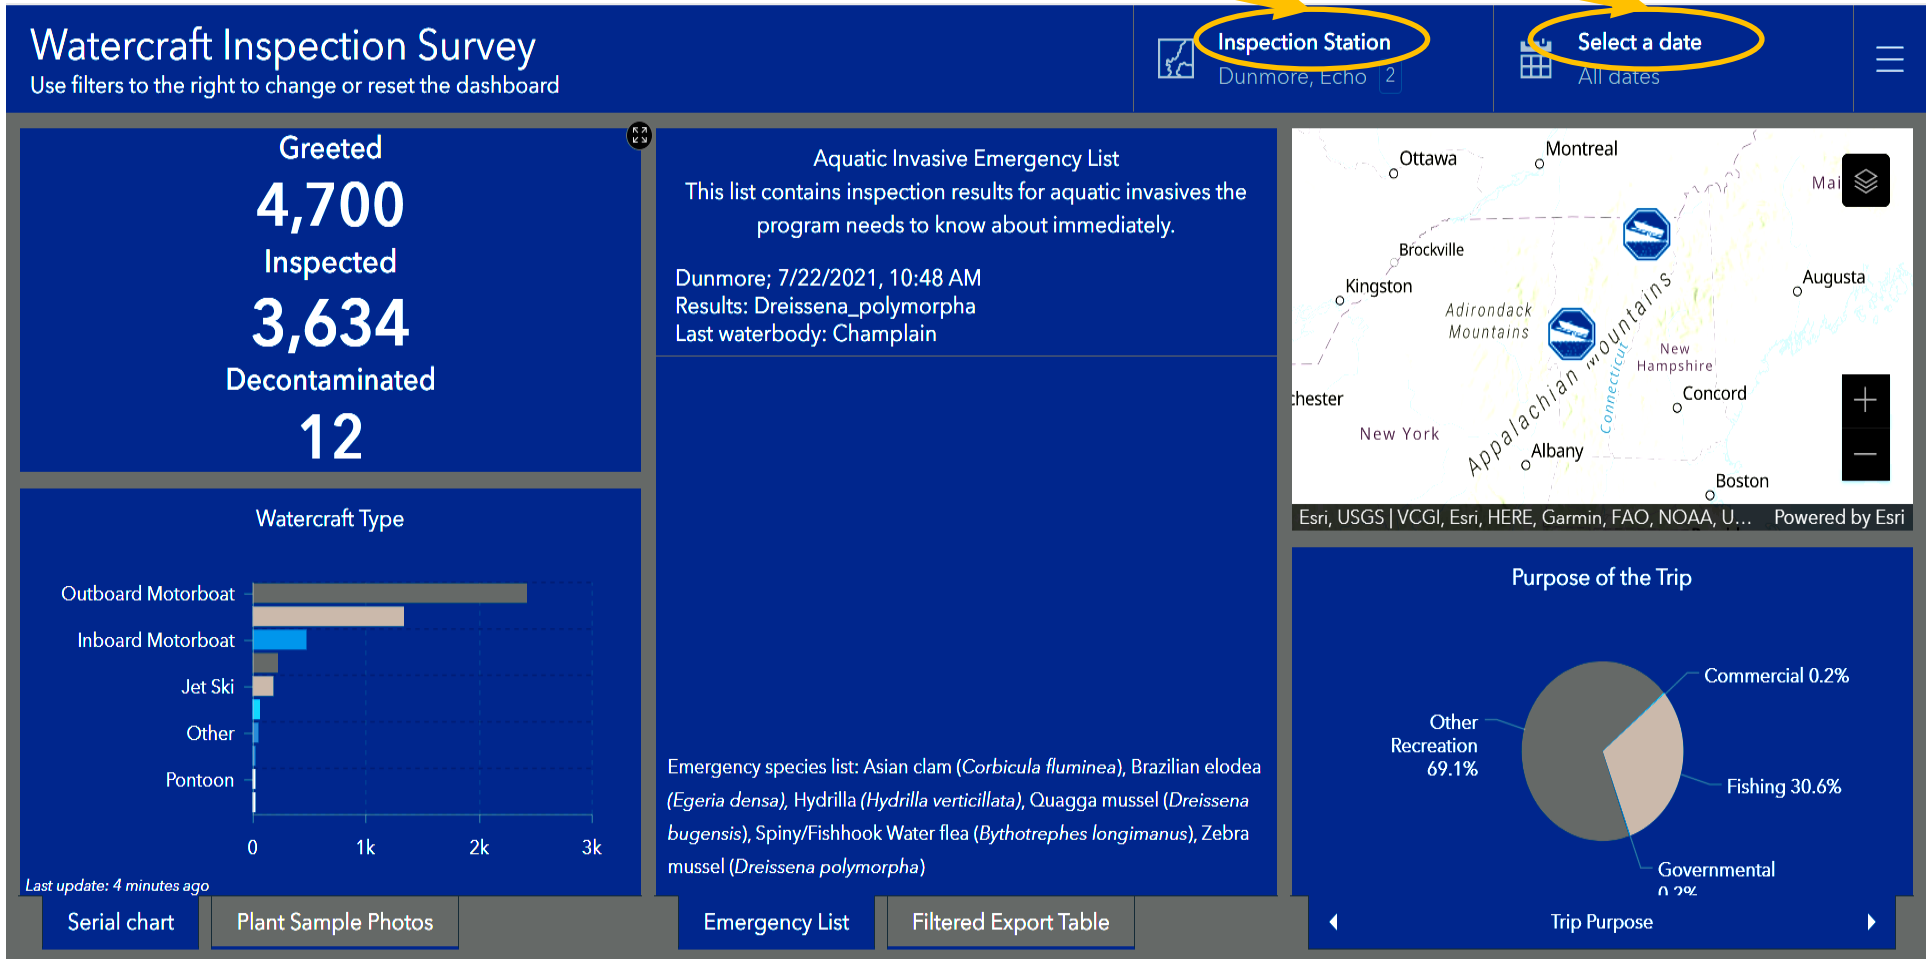 Watercraft Inspection Survey
Use filters to the right to change or reset the dashboard
Inspection Station
Dunmore, Echo 2
Select a date
All dates
Greeted
4,700
Inspected
3,634
Decontaminated
12
Watercraft Type
Outboard Motorboat
Inboard Motorboat
Jet Ski
Other
Pontoon
0 1k 2k 3k
Last update: 4 minutes ago
Serial chart
Plant Sample Photos
Aquatic Invasive Emergency List
This list contains inspection results for aquatic invasives the
program needs to know about immediately.
Dunmore; 7/22/2021, 10:48 AM
Results: Dreissena_polymorpha
Last waterbody: Champlain
Emergency species list: Asian clam (Corbicula fluminea), Brazilian elodea
(Egeria densa), Hydrilla (Hydrilla verticillata), Quagga mussel (Dreissena
bugensis), Spiny/Fishhook Water flea (Bythotrephes longimanus), Zebra
mussel (Dreissena polymorpha)
Emergency List
Filtered Export Table
Ottawa
Montreal
Mai
Brockville
Kingston
Augusta
Adirondack
Mountains
Appalachian Mountains
Connecticut
New
Hampshire
Concord
chester
New York
Albany
Boston
Esri, USGS | VCGI, Esri, HERE, Garmin, FAO, NOAA, U... Powered by Esri
Purpose of the Trip
Commercial 0.2%
Other
Recreation
69.1%
Fishing 30.6%
Governmental
0.2%
Trip Purpose